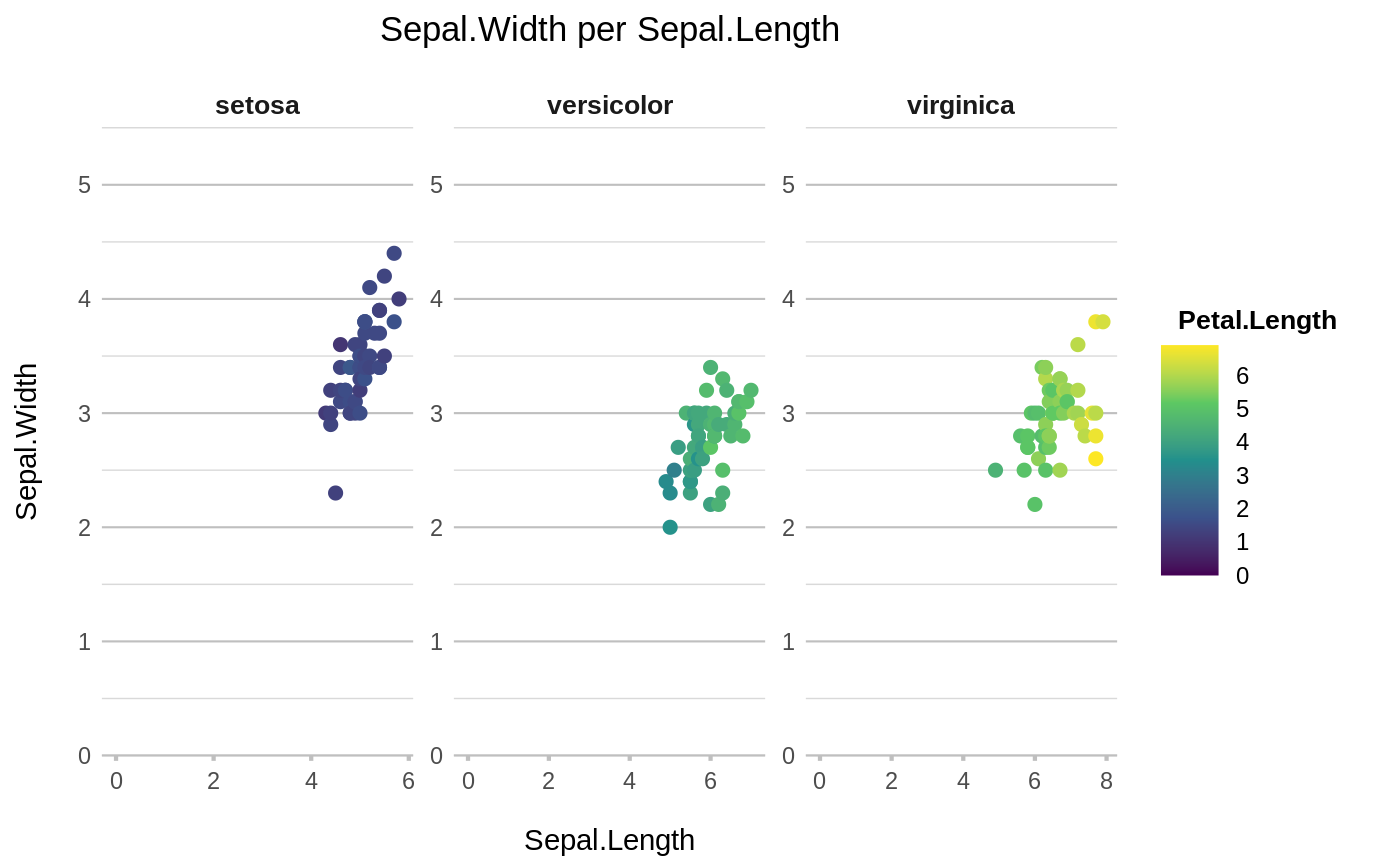 Sepal.Width per Sepal.Length
setosa versicolor virginica
5 5 5
4 4 4
3 3 3
2 2 2
1 1 1
0 0 0
0 2 4 6 0 2 4 6 0 2 4 6 8
Sepal.Width
Sepal.Length
Petal.Length
6
5
4
3
2
1
0